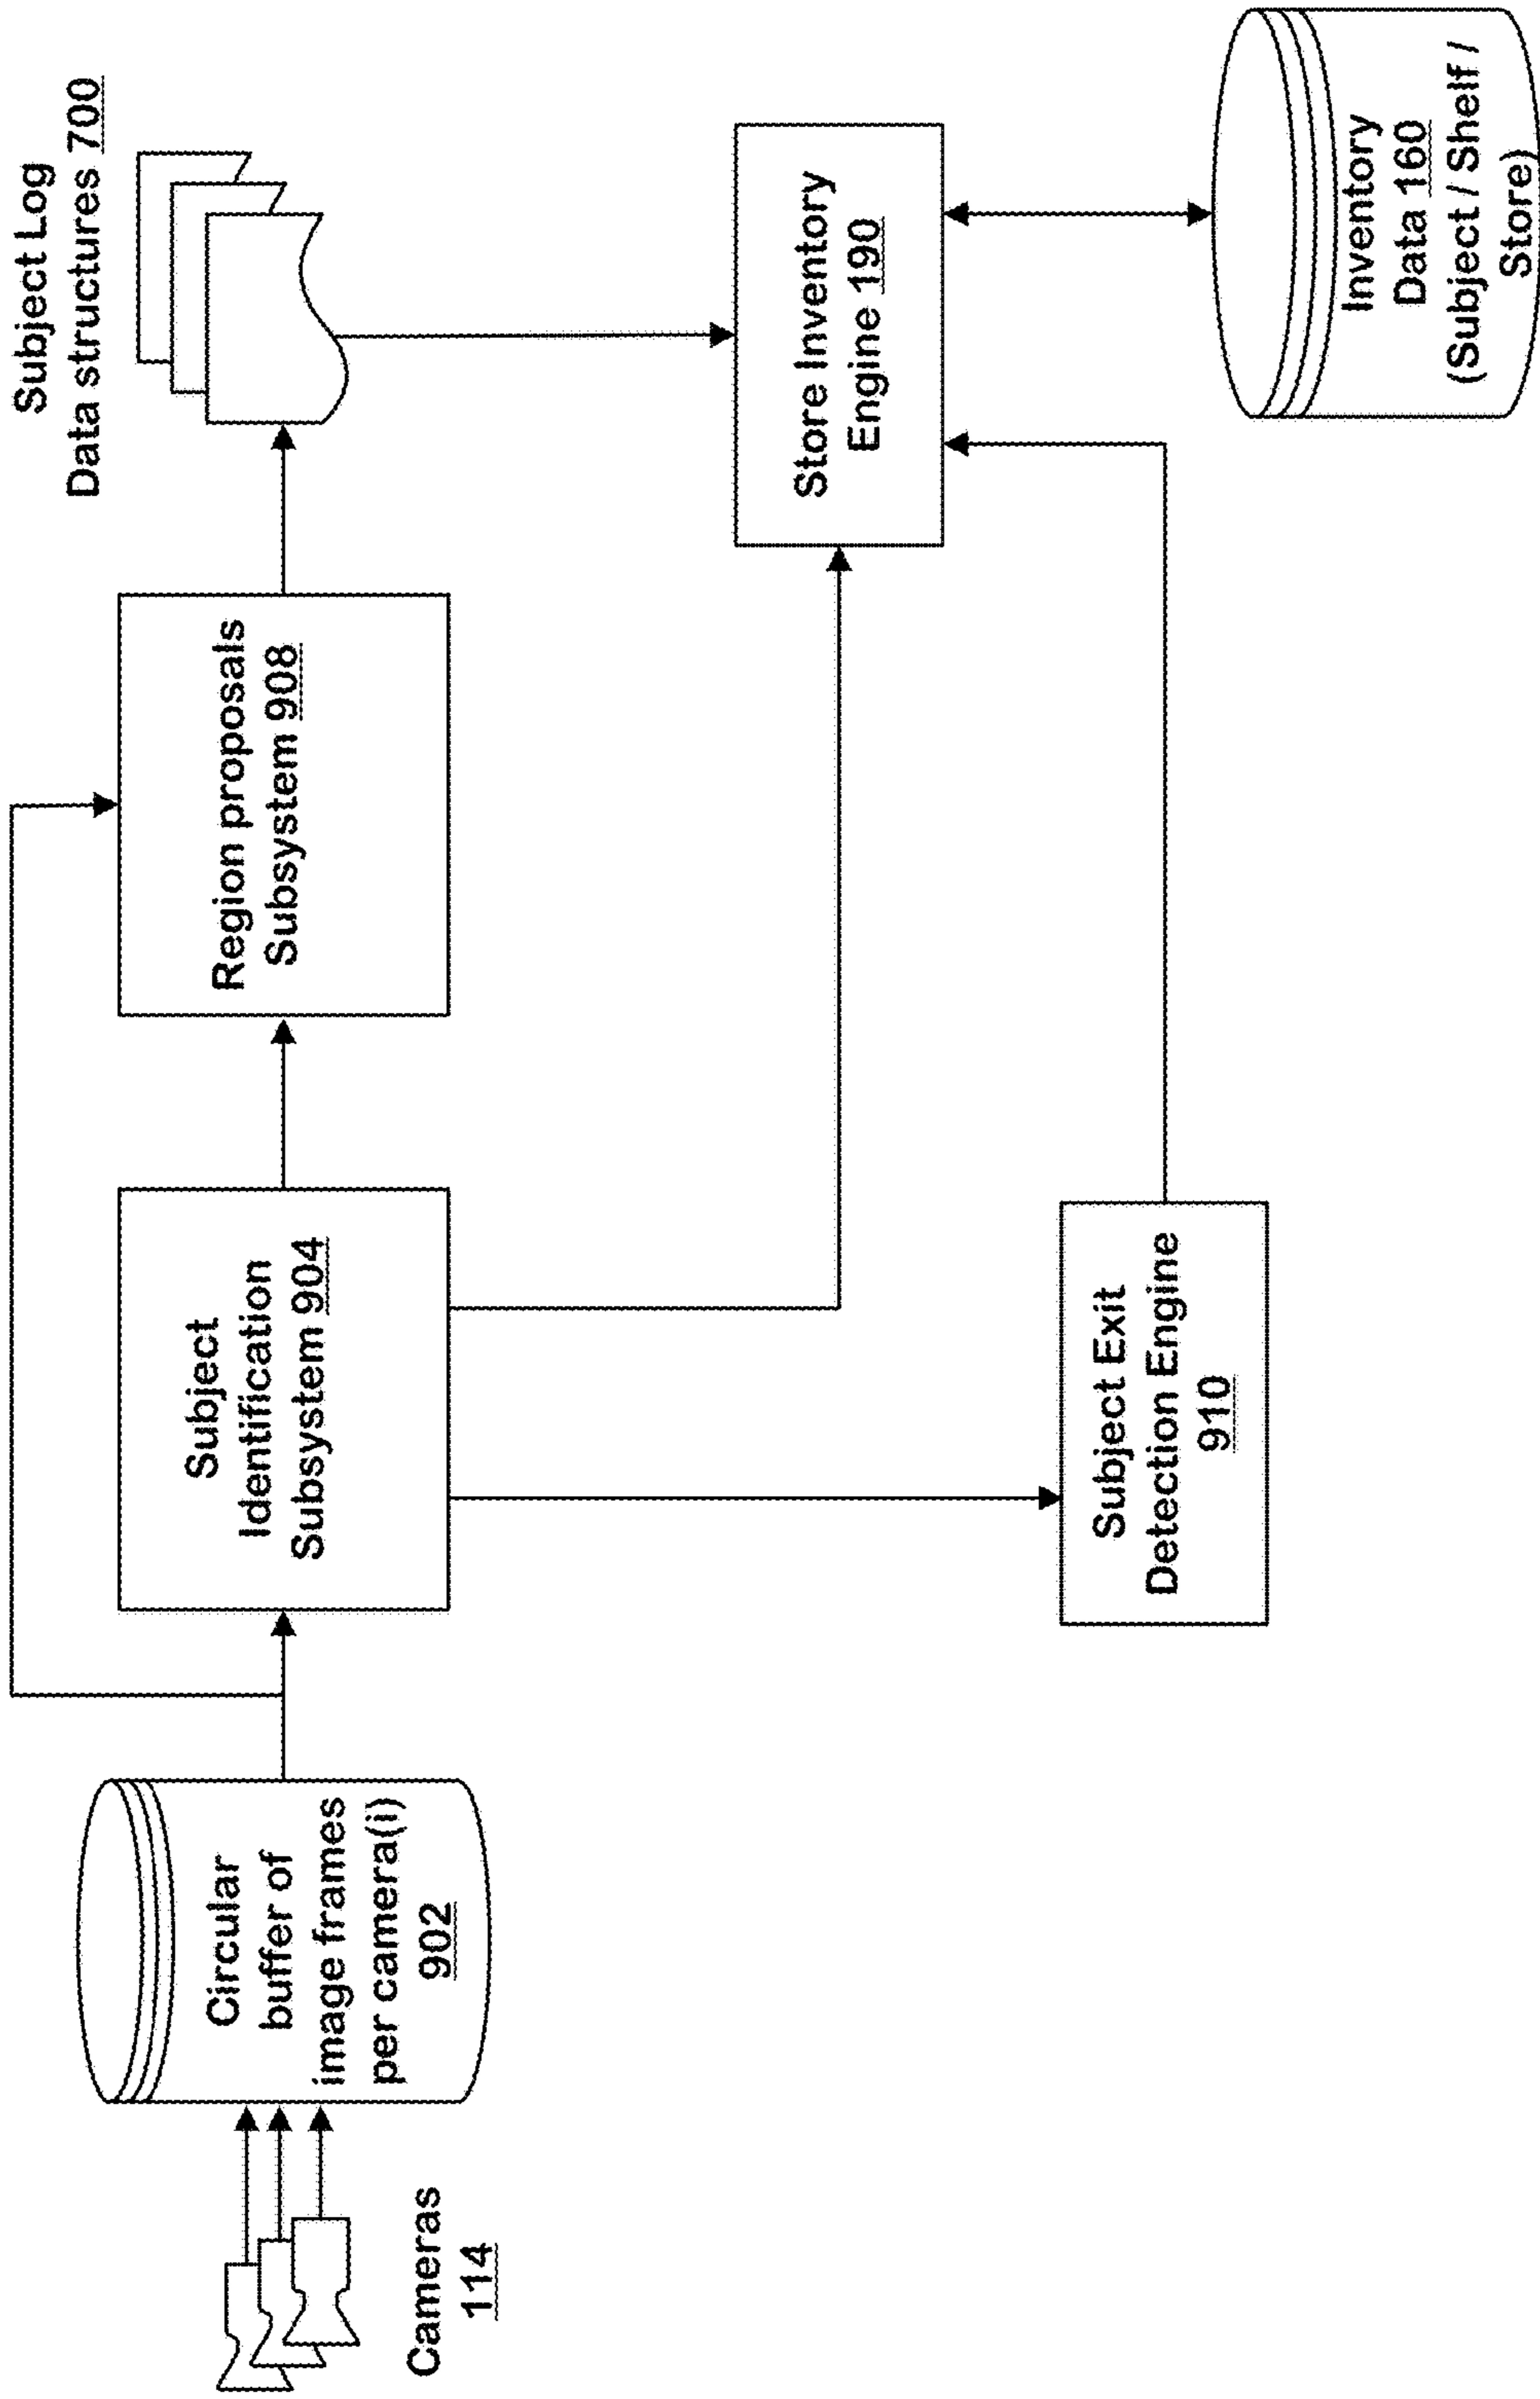 Cameras
114
Circular
buffer of
image frames
per camera(i)
902
Subject
Identification
Subsystem 904
Region proposals
Subsystem 908
Subject Log
Data structures 700
Subject Exit
Detection Engine
910
Store Inventory
Engine 190
Inventory
Data 160
(Subject / Shelf /
Store)